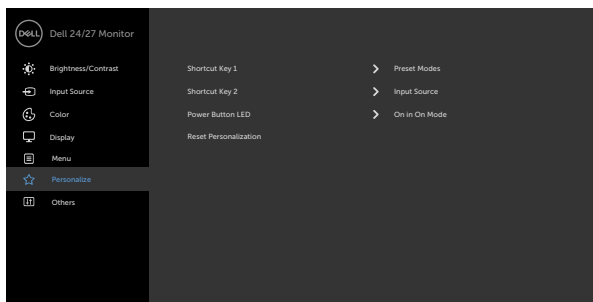 DELL Dell 24/27 Monitor
Brightness/Contrast
Input Source
Color
Display
Menu
Personalize
Others
Shortcut Key 1 Preset Modes
Shortcut Key 2 Input Source
Power Button LED On in On Mode
Reset Personalization